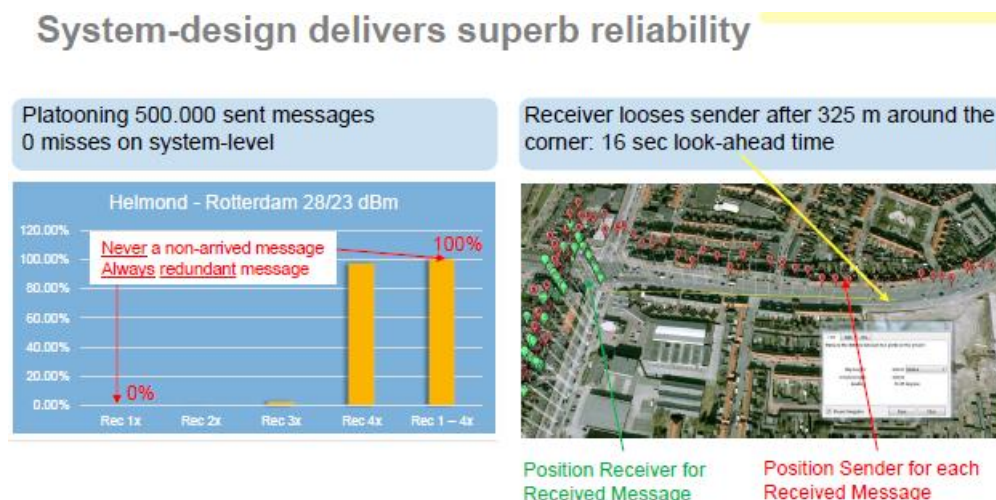 System-design delivers superb reliability
Platooning 500.000 sent messages
0 misses on system-level
Receiver looses sender after 325 m around the
corner: 16 sec look-ahead time
Helmond - Rotterdam 28/23 dBm
120.00%
100.00%
80.00%
60.00%
40.00%
20.00%
0.00%
Never a non-arrived message
Always redundant message
100%
0%
Rec 1x
Rec 2x
Rec 3x
Rec 4x
Rec 1 – 4x
Position Receiver for
Received Message
Position Sender for each
Received Message